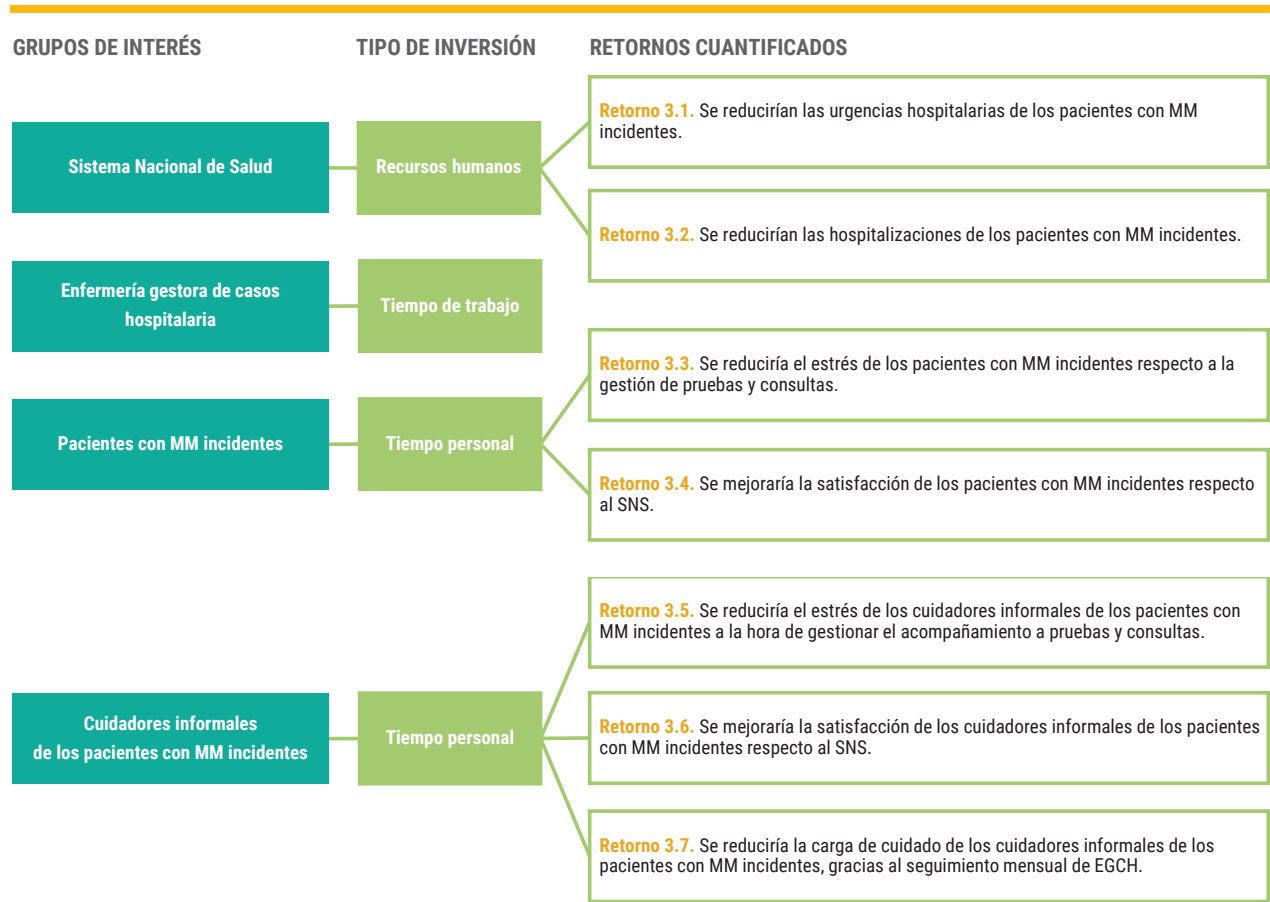 GRUPOS DE INTERÉS
TIPO DE INVERSIÓN
RETORNOS CUANTIFICADOS
Sistema Nacional de Salud
Recursos humanos
Retorno 3.1. Se reducirían las urgencias hospitalarias de los pacientes con MM
incidentes.
Retorno 3.2. Se reducirían las hospitalizaciones de los pacientes con MM incidentes.
Enfermería gestora de casos
hospitalaria
Tiempo de trabajo
Pacientes con MM incidentes
Tiempo personal
Retorno 3.3. Se reduciría el estrés de los pacientes con MM incidentes respecto a la
gestión de pruebas y consultas.
Retorno 3.4. Se mejoraría la satisfacción de los pacientes con MM incidentes respecto
al SNS.
Cuidadores informales
de los pacientes con MM incidentes
Tiempo personal
Retorno 3.5. Se reduciría el estrés de los cuidadores informales de los pacientes con
MM incidentes a la hora de gestionar el acompañamiento a pruebas y consultas.
Retorno 3.6. Se mejoraría la satisfacción de los cuidadores informales de los pacientes
con MM incidentes respecto al SNS.
Retorno 3.7. Se reduciría la carga de cuidado de los cuidadores informales de los
pacientes con MM incidentes, gracias al seguimiento mensual de EGCH.